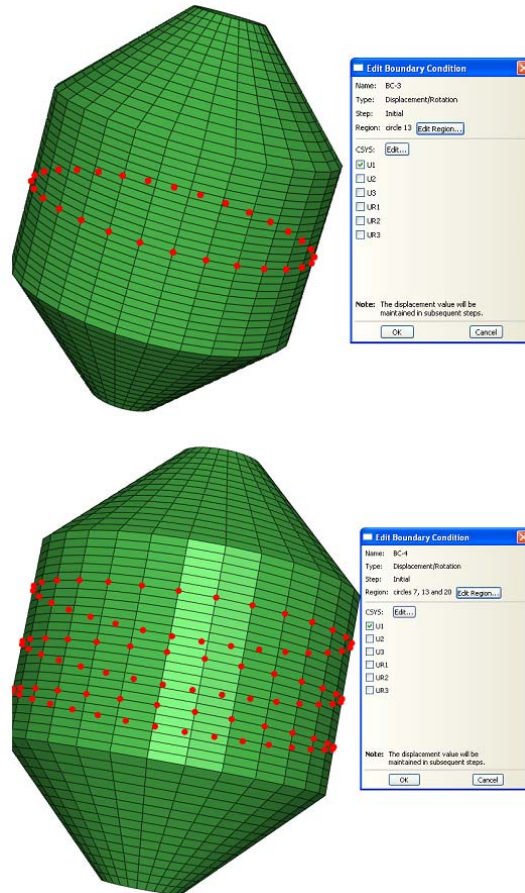 Edit Boundary Condition
Name: BC-3
Type: Displacement/Rotation
Step: Initial
Region: circle 13 Edit Region...
CSYS: Edit...
U1
U2
U3
UR1
UR2
UR3
Note: The displacement value will be
maintained in subsequent steps.
OK Cancel
Edit Boundary Condition
Name: BC-4
Type: Displacement/Rotation
Step: Initial
Region: circles 7, 13 and 20 Edit Region...
CSYS: Edit...
U1
U2
U3
UR1
UR2
UR3
Note: The displacement value will be
maintained in subsequent steps.
OK Cancel